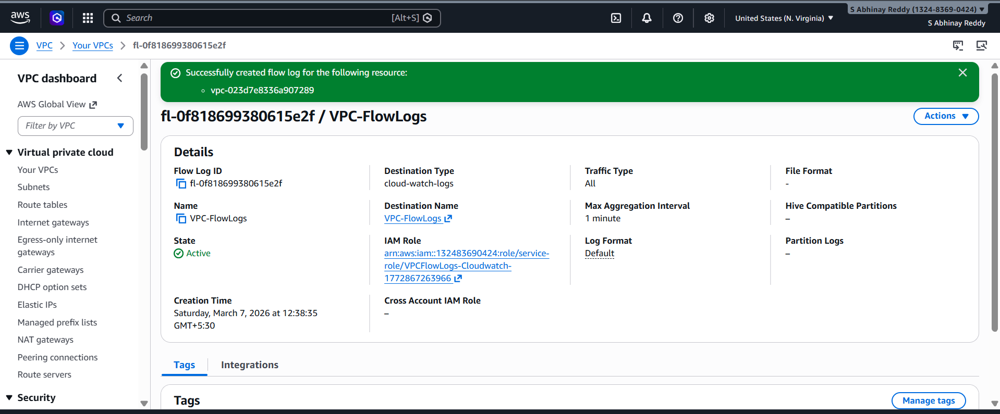 aws
Search
[Alt+S]
United States (N. Virginia)
S Abhinay Reddy (1324-8369-0424)
S Abhinay Reddy
VPC
Your VPCs
fl-0f818699380615e2f
VPC dashboard
AWS Global View
Filter by VPC
Virtual private cloud
Your VPCs
Subnets
Route tables
Internet gateways
Egress-only internet
gateways
Carrier gateways
DHCP option sets
Elastic IPs
Managed prefix lists
NAT gateways
Peering connections
Route servers
Security
Successfully created flow log for the following resource:
vpc-023d7e8336a907289
fl-0f818699380615e2f / VPC-FlowLogs
Actions
Details
Flow Log ID
fl-0f818699380615e2f
Destination Type
cloud-watch-logs
Traffic Type
All
File Format
-
Name
VPC-FlowLogs
Destination Name
VPC-FlowLogs
Max Aggregation Interval
1 minute
Hive Compatible Partitions
–
State
Active
IAM Role
arn:aws:iam::132483690424:role/service-
role/VPCFlowLogs-Cloudwatch-
1772867263966
Log Format
Default
Partition Logs
–
Creation Time
Saturday, March 7, 2026 at 12:38:35
GMT+5:30
Cross Account IAM Role
–
Tags
Integrations
Tags
Manage tags